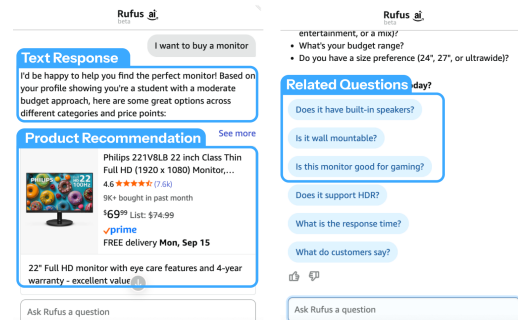 Rufus ai
beta
I want to buy a monitor
Text Response
I'd be happy to help you find the perfect monitor! Based on
your profile showing you're a student with a moderate
budget approach, here are some great options across
different categories and price points:
Product Recommendation
See more
PHILIPS
22
100Hz
Philips 221V8LB 22 inch Class Thin
Full HD (1920 x 1080) Monitor,...
4.6 (7.6k)
9K+ bought in past month
$69.99 List: $74.99
prime
FREE delivery Mon, Sep 15
22" Full HD monitor with eye care features and 4-year
warranty - excellent value
Ask Rufus a question
Rufus ai
beta
entertainment, or a mix)?
• What's your budget range?
• Do you have a size preference (24", 27", or ultrawide)?
Related Questions
day?
Does it have built-in speakers?
Is it wall mountable?
Is this monitor good for gaming?
Does it support HDR?
What is the response time?
What do customers say?
Ask Rufus a question